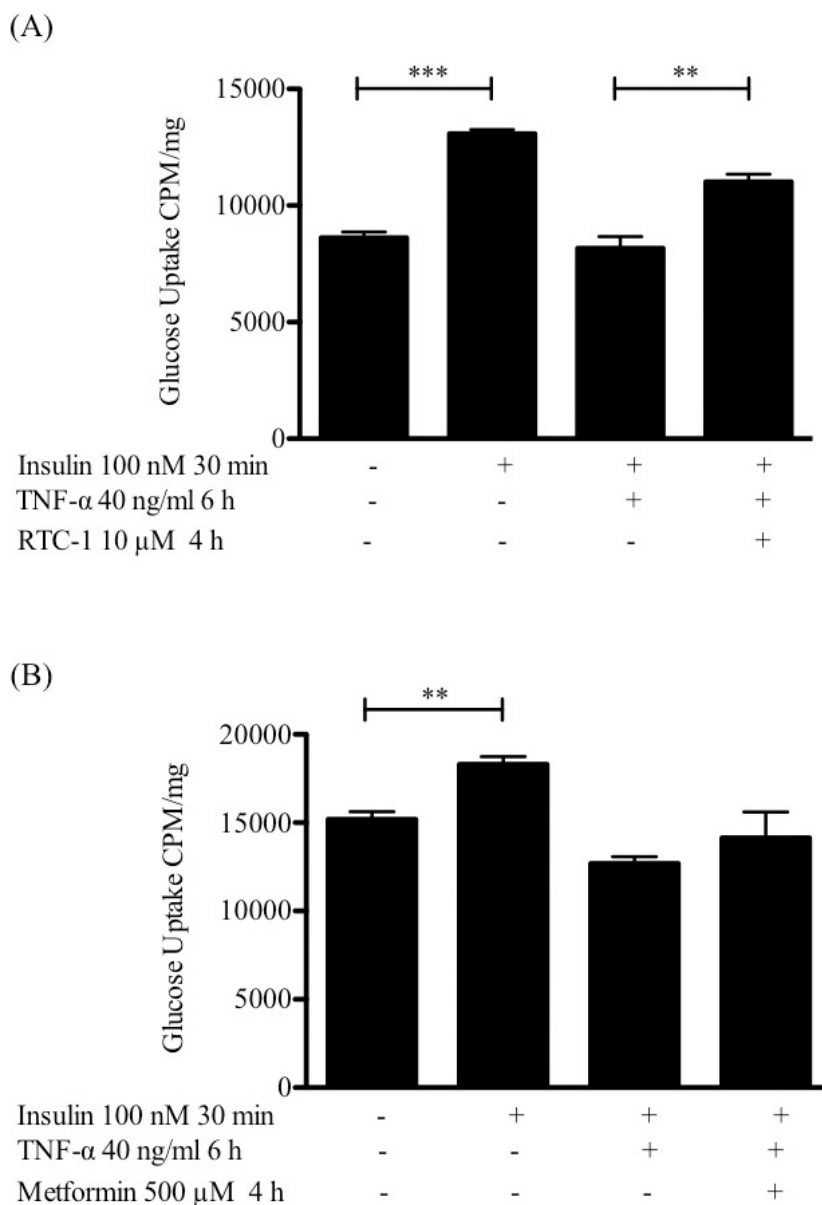 (A)
*** **
15000
10000
5000
0
Glucose Uptake CPM/mg
Insulin 100 nM 30 min - + + +
TNF-α 40 ng/ml 6 h - - + +
RTC-1 10 µM 4 h - - - +
(B)
**
20000
15000
10000
5000
0
Glucose Uptake CPM/mg
Insulin 100 nM 30 min - + + +
TNF-α 40 ng/ml 6 h - - + +
Metformin 500 µM 4 h - - - +